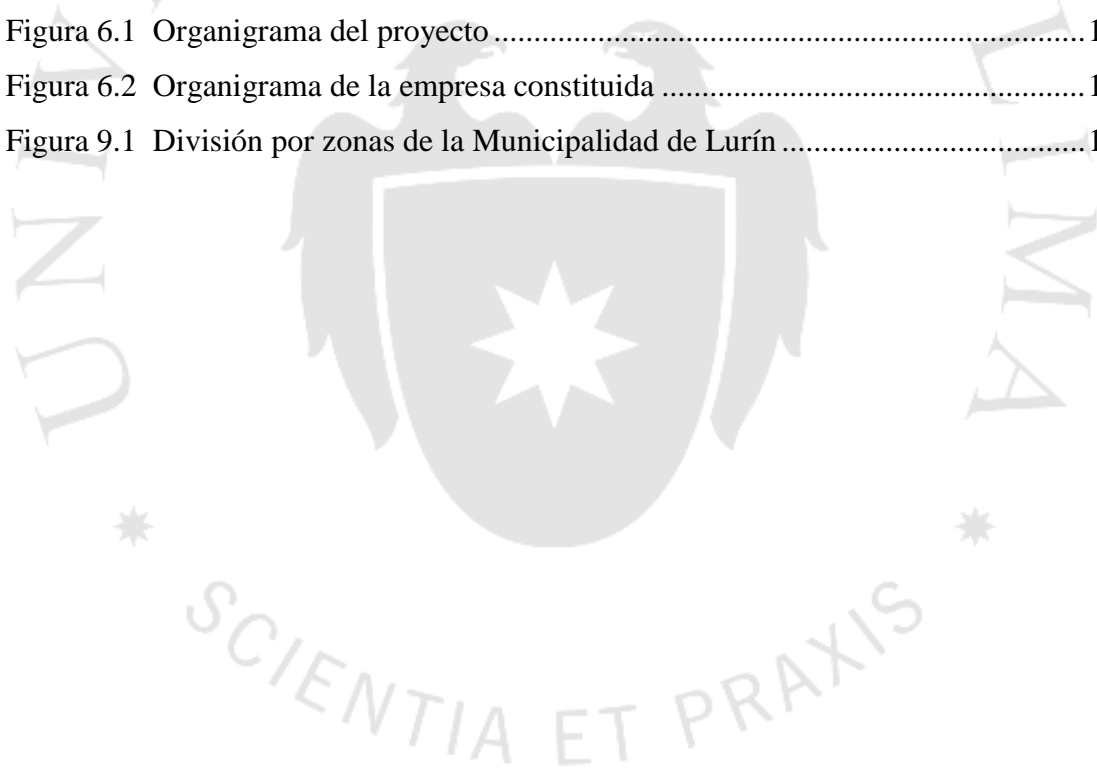 Figura 6.1 Organigrama del proyecto ........................................................................... 1
Figura 6.2 Organigrama de la empresa constituida ...................................................... 1
Figura 9.1 División por zonas de la Municipalidad de Lurín ....................................... 1
LIMA
SCIENTIA ET PRAXIS